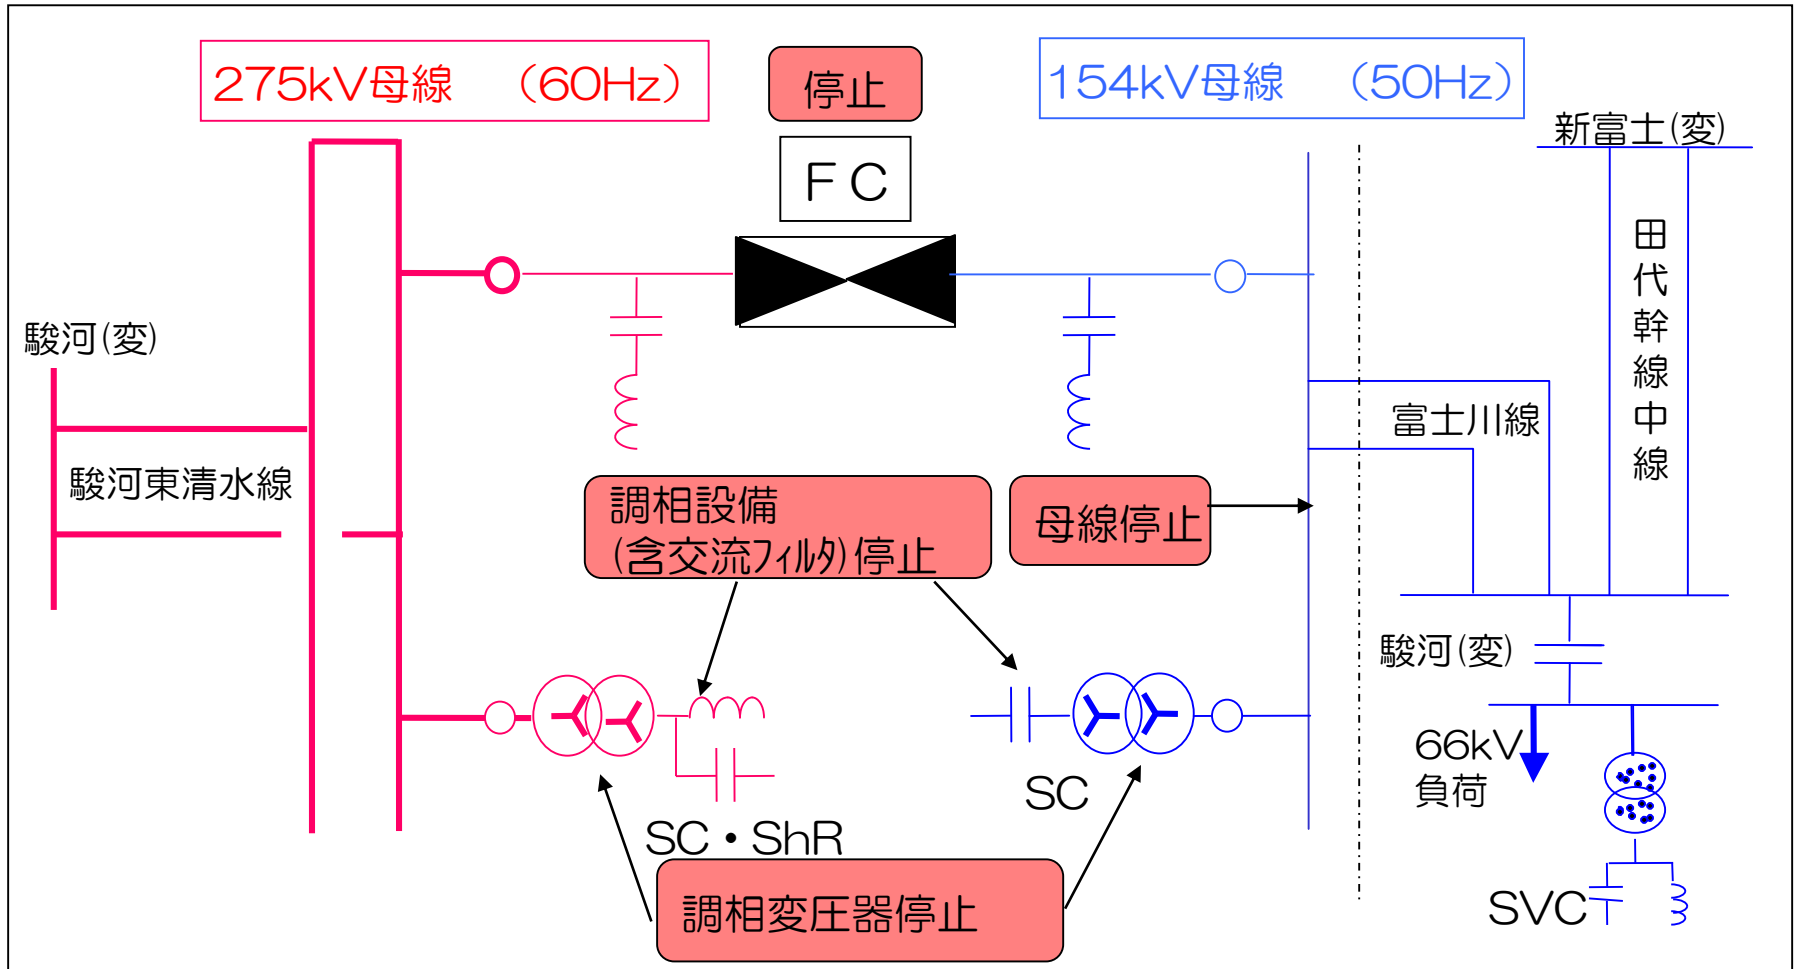 275kV母線 （60Hz）
停止
154kV母線 （50Hz）
新富士(変)
ＦＣ
田代幹線中線
駿河(変)
富士川線
駿河東清水線
調相設備
(含交流ﾌｨﾙﾀ)停止
母線停止
駿河(変)
66kV
負荷
SC
SC・ShR
調相変圧器停止
SVC